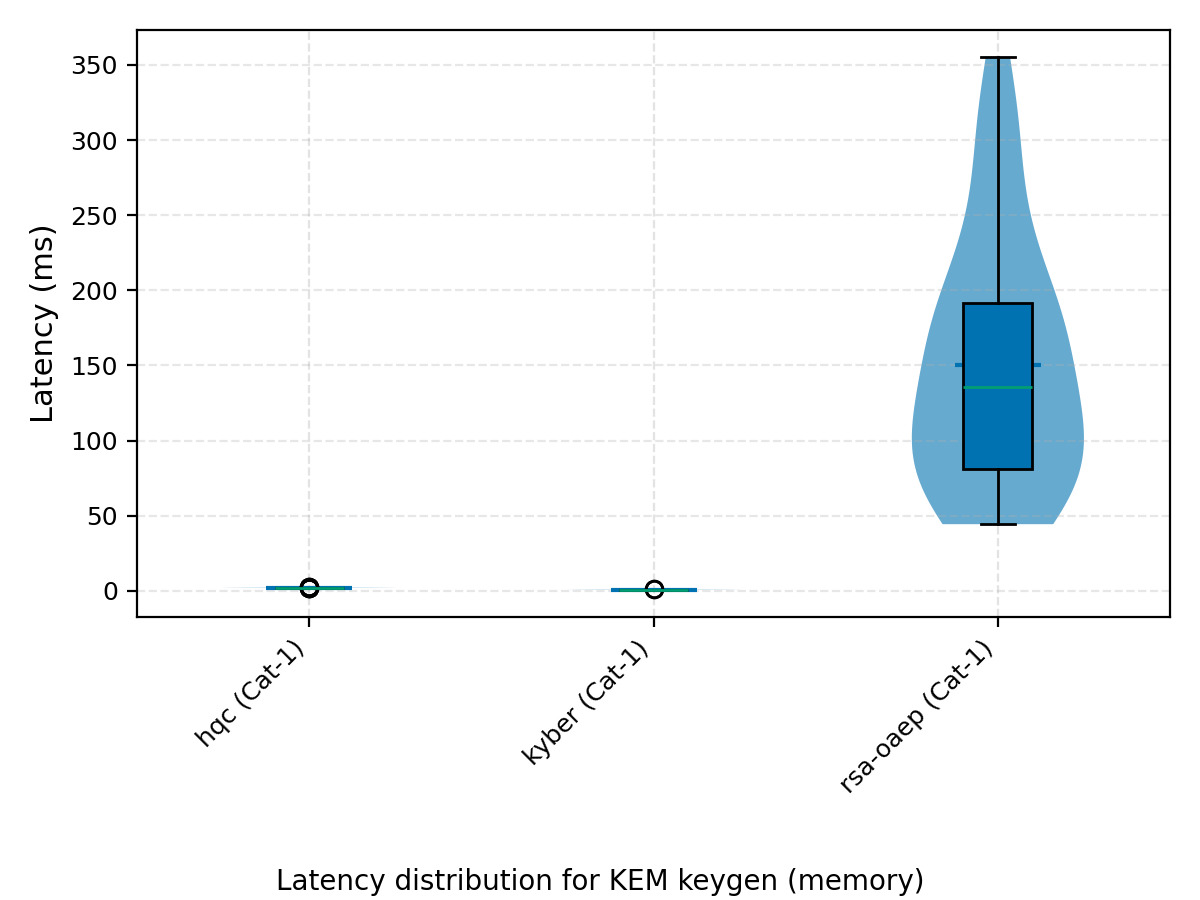 350
300
250
200
150
100
50
0
Latency (ms)
hqc (Cat-1)
kyber (Cat-1)
rsa-oaep (Cat-1)
Latency distribution for KEM keygen (memory)